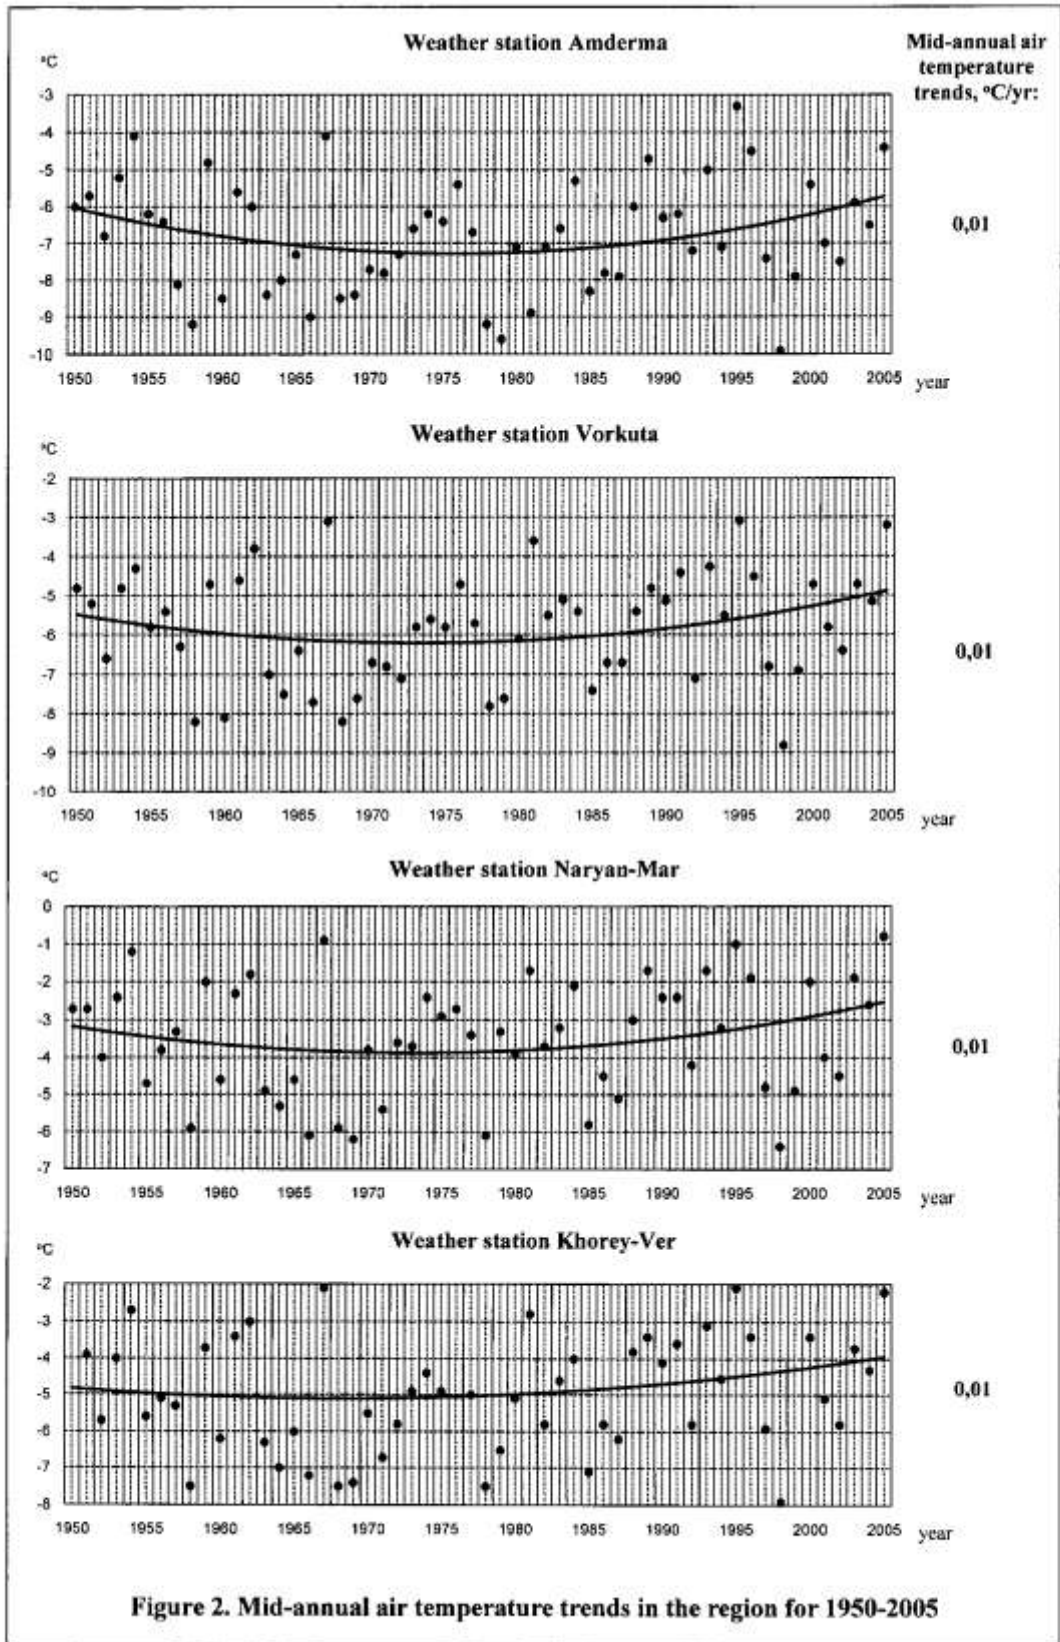 Weather station Amderma
Mid-annual air
temperature
trends, °C/yr:
°C
-3
-4
-5
-6
-7
-8
-9
-10
0,01
1950 1955 1960 1965 1970 1975 1980 1985 1990 1995 2000 2005 year
Weather station Vorkuta
°C
-2
-3
-4
-5
-6
-7
-8
-9
-10
0,01
1950 1955 1960 1965 1970 1975 1980 1985 1990 1995 2000 2005 year
Weather station Naryan-Mar
°C
0
-1
-2
-3
-4
-5
-6
-7
0,01
1950 1955 1960 1965 1970 1975 1980 1985 1990 1995 2000 2005 year
Weather station Khorey-Ver
°C
-2
-3
-4
-5
-6
-7
-8
0,01
1950 1955 1960 1965 1970 1975 1980 1985 1990 1995 2000 2005 year
Figure 2. Mid-annual air temperature trends in the region for 1950-2005